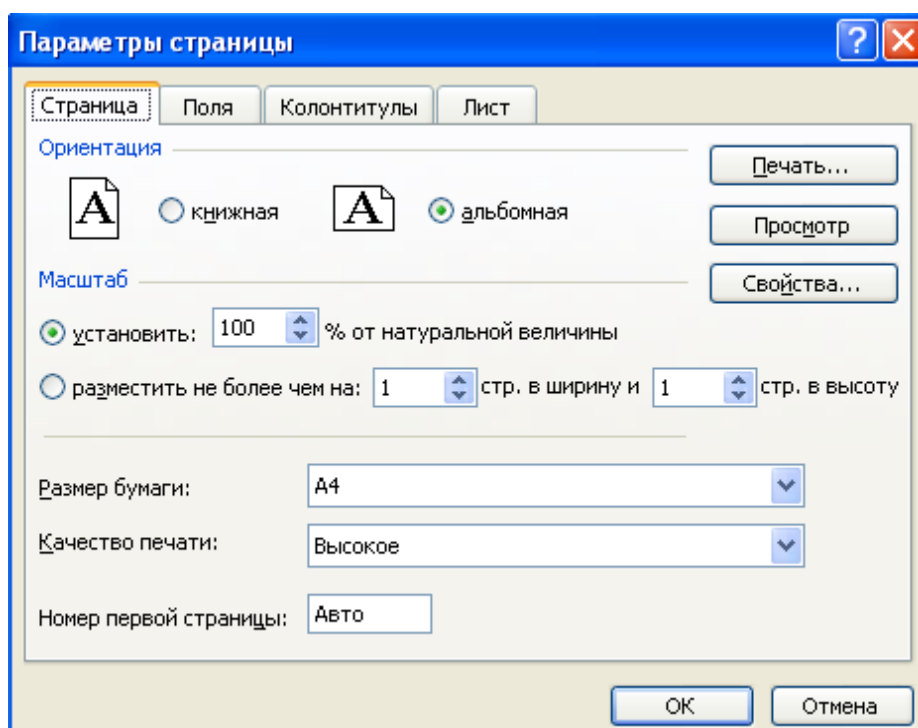 Параметры страницы ?
Страница Поля Колонтитулы Лист
Ориентация
Печать...
A книжная A альбомная
Просмотр
Масштаб
Свойства...
установить: 100 % от натуральной величины
разместить не более чем на: 1 стр. в ширину и 1 стр. в высоту
Размер бумаги: A4
Качество печати: Высокое
Номер первой страницы: Авто
ОК Отмена